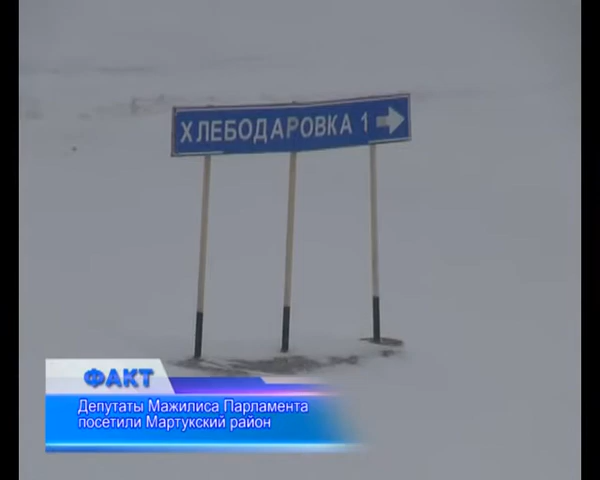 ХЛЕБОДАРОВКА 1
ФАКТ
Депутаты Мажилиса Парламента
посетили Мартукский район